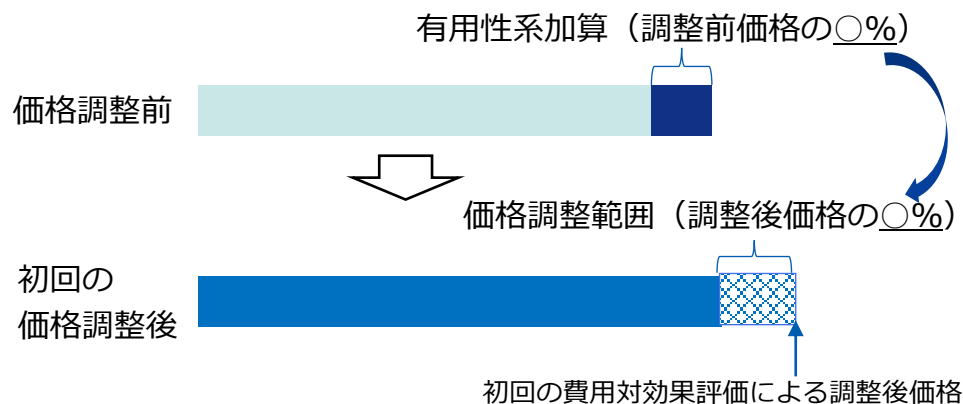 有用性系加算（調整前価格の○%）
価格調整前
価格調整範囲（調整後価格の○%）
初回の
価格調整後
初回の費用対効果評価による調整後価格